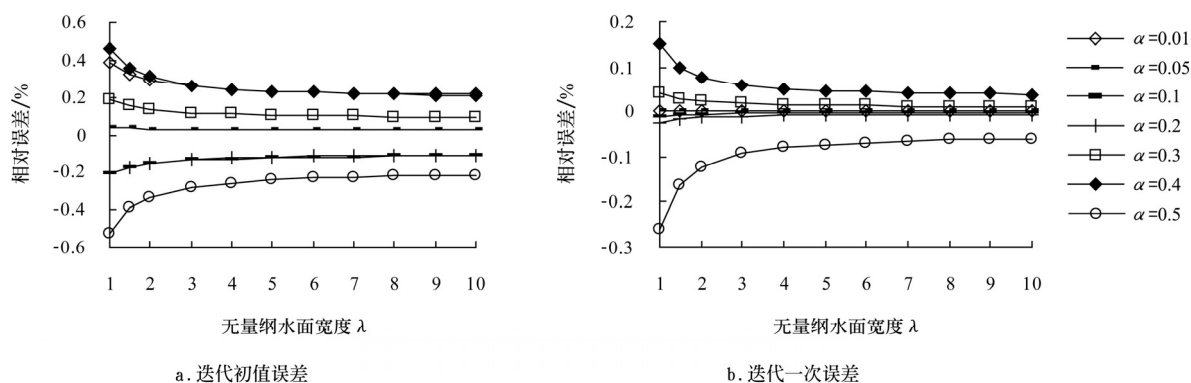 相对误差/%
0.6
0.4
0.2
0
-0.2
-0.4
-0.6
1 2 3 4 5 6 7 8 9 10
无量纲水面宽度 λ
a. 迭代初值误差
相对误差/%
0.2
0.1
0
-0.1
-0.2
-0.3
1 2 3 4 5 6 7 8 9 10
无量纲水面宽度 λ
b. 迭代一次误差
α=0.01
α=0.05
α=0.1
α=0.2
α=0.3
α=0.4
α=0.5